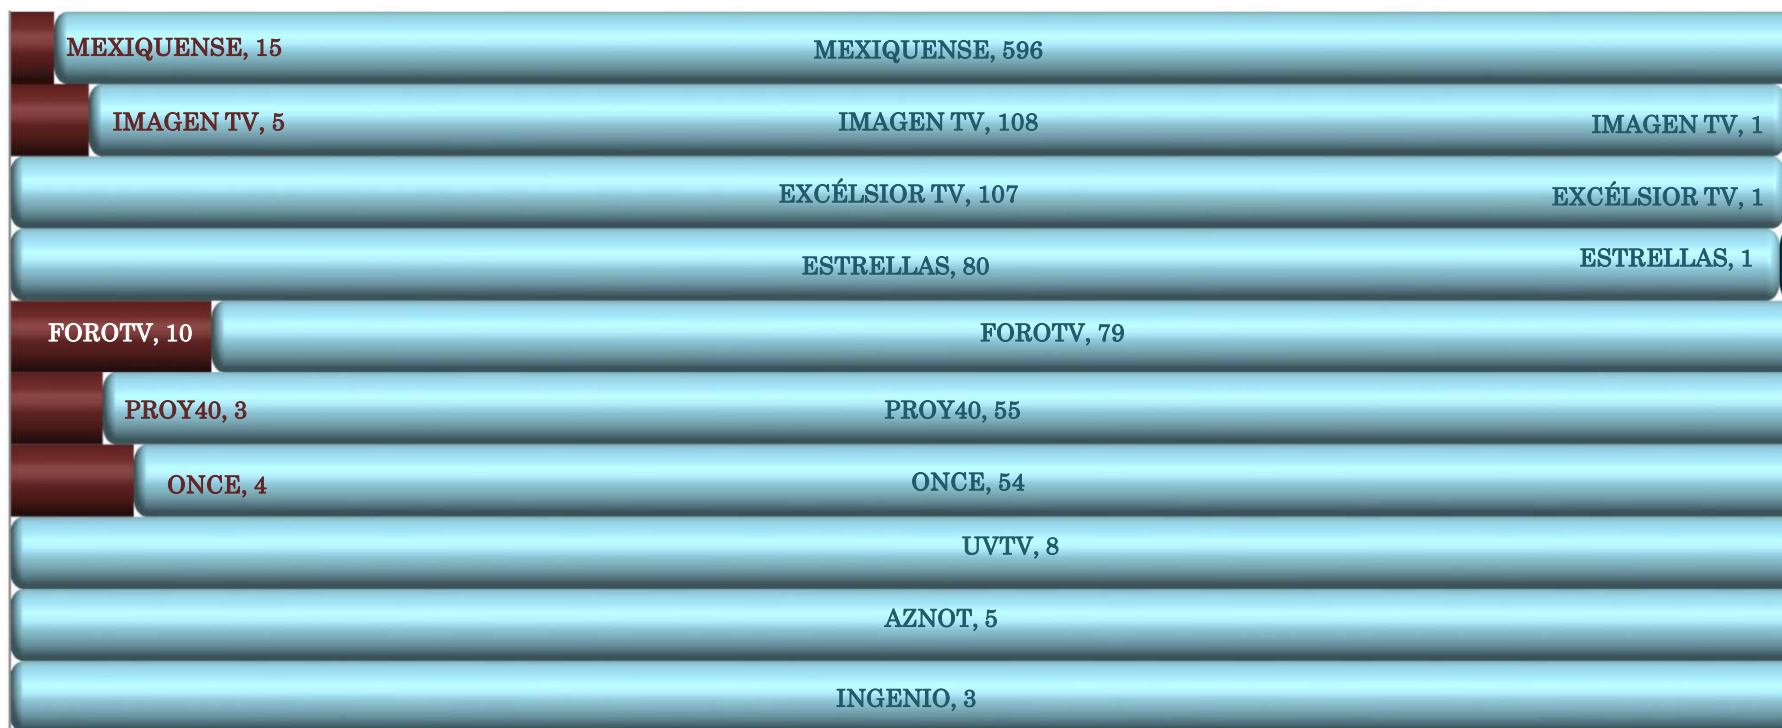 MEXIQUENSE, 15 MEXIQUENSE, 596
IMAGEN TV, 5 IMAGEN TV, 108 IMAGEN TV, 1
EXCÉLSIOR TV, 107 EXCÉLSIOR TV, 1
ESTRELLAS, 80 ESTRELLAS, 1
FOROTV, 10 FOROTV, 79
PROY40, 3 PROY40, 55
ONCE, 4 ONCE, 54
UVTV, 8
AZNOT, 5
INGENIO, 3